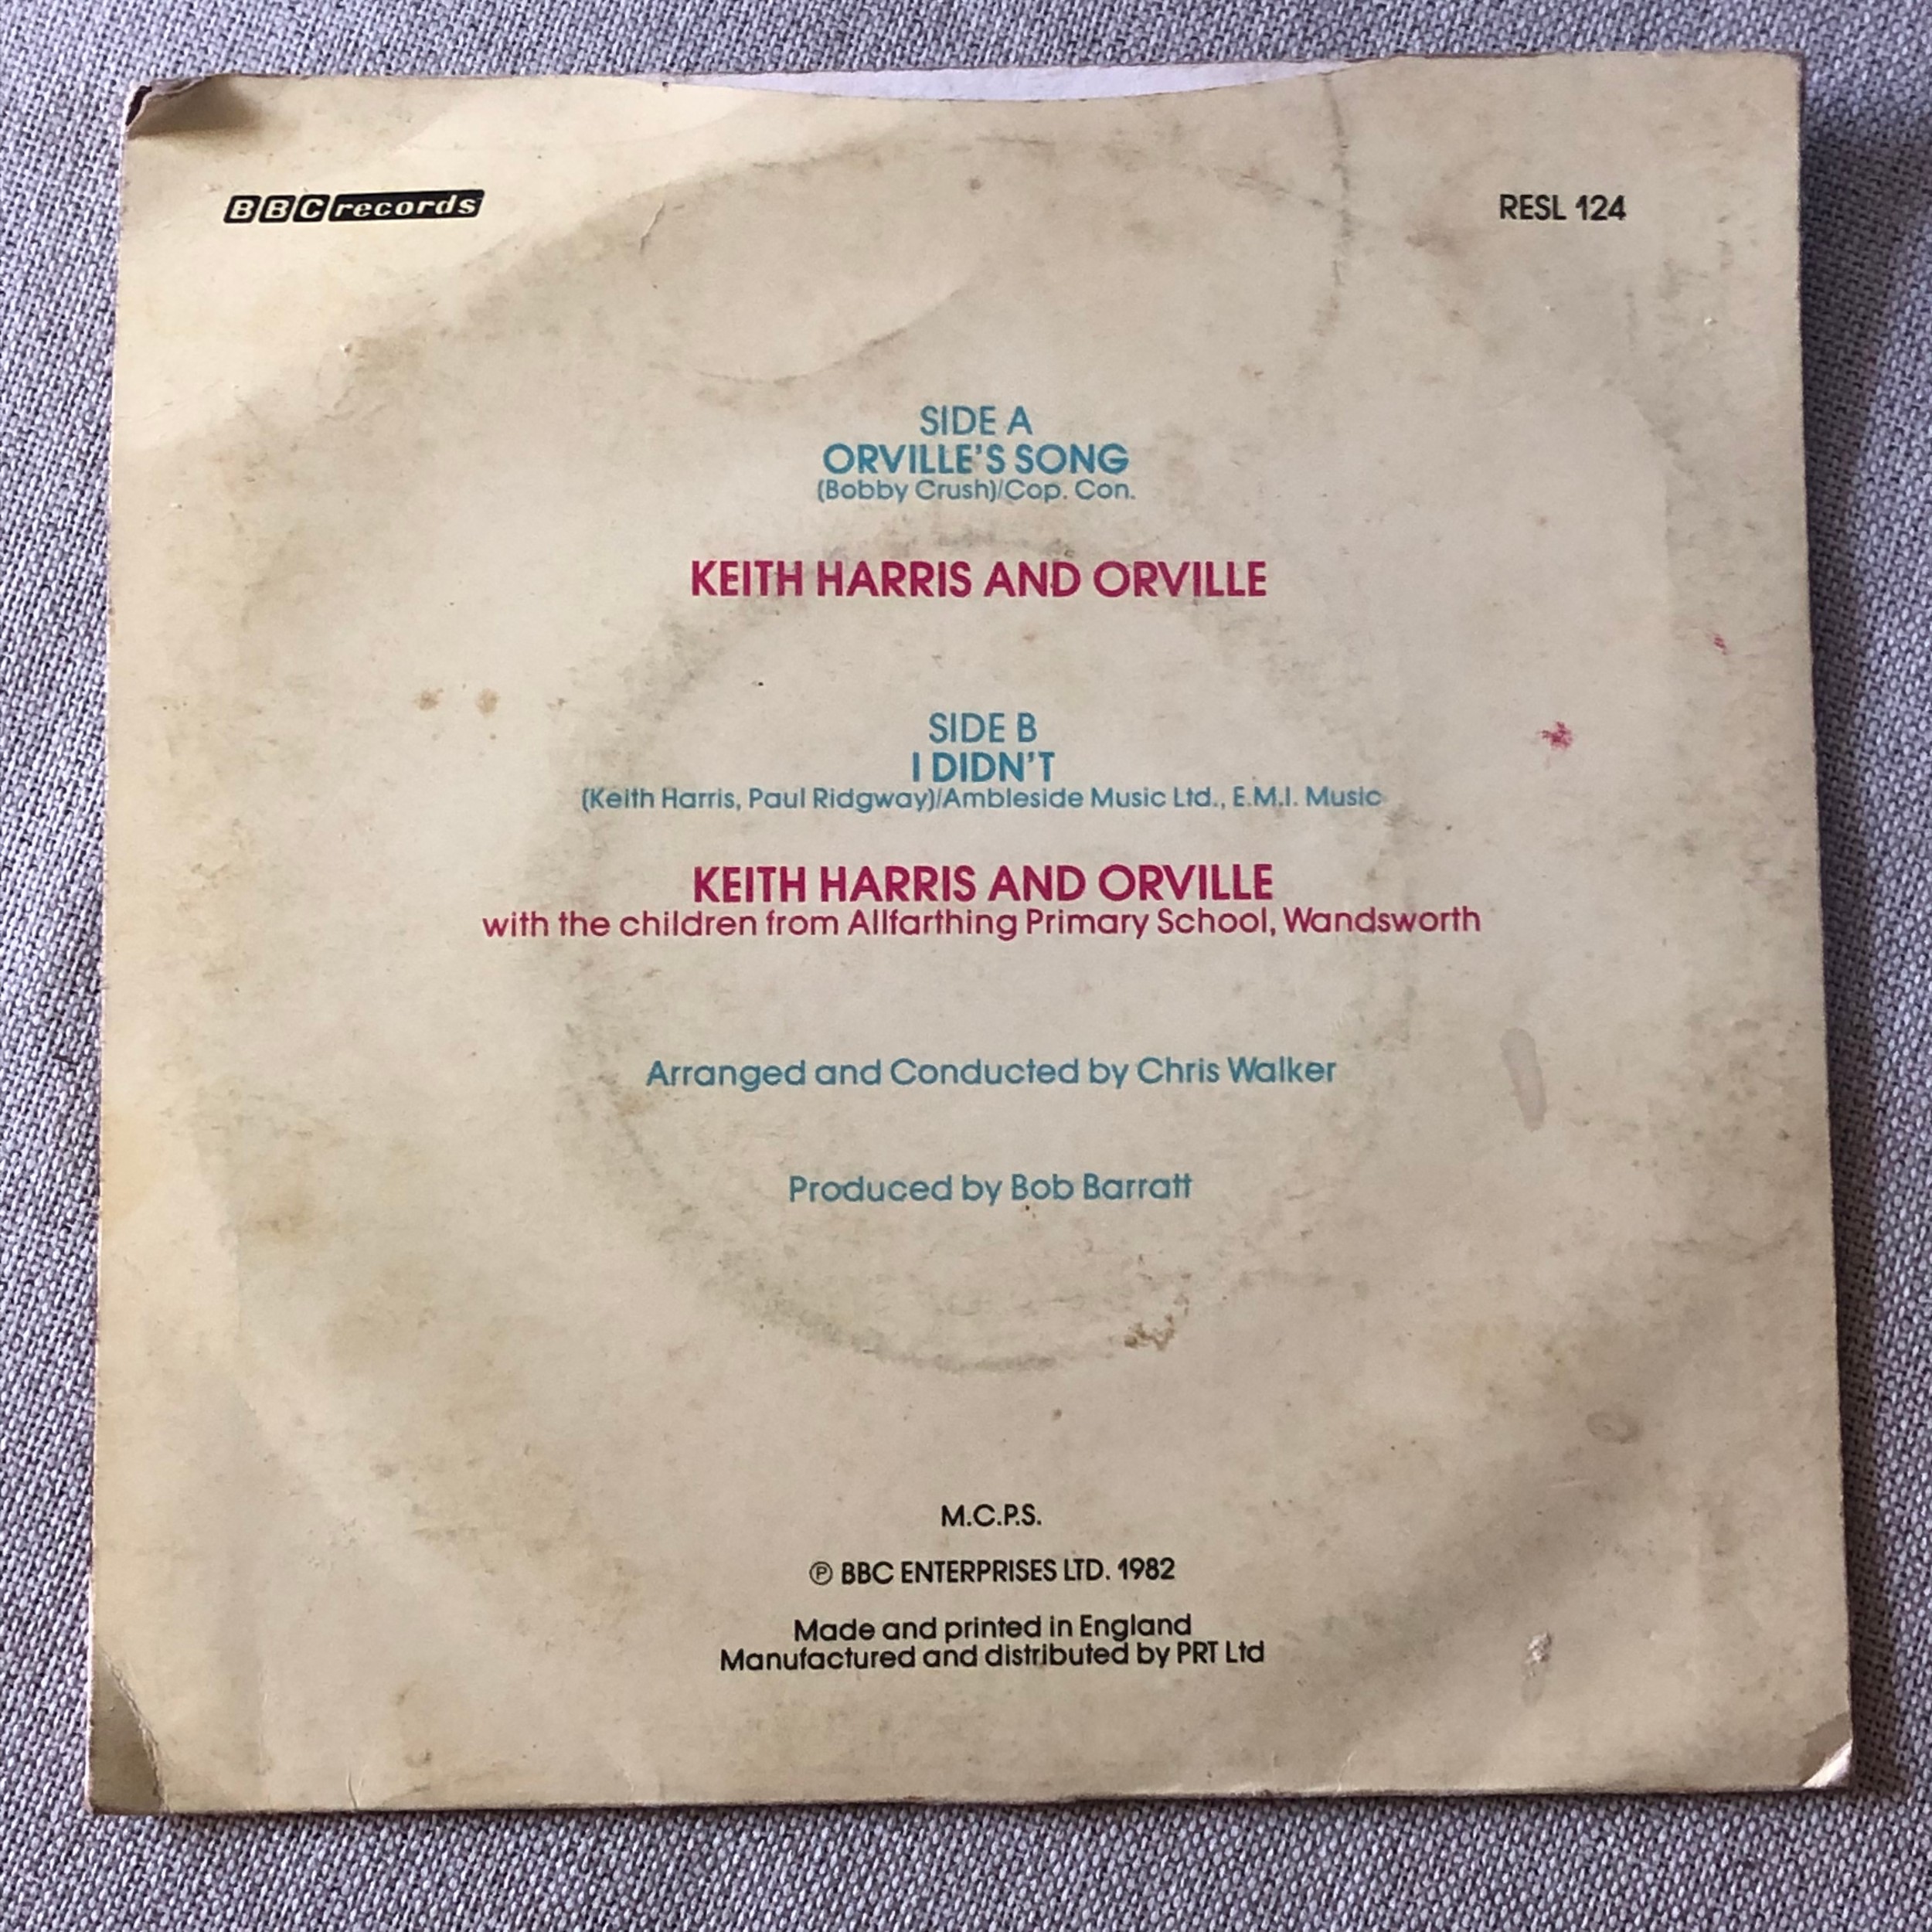 BBC records
RESL 124
SIDE A
ORVILLE'S SONG
(Bobby Crush)/Cop. Con.
KEITH HARRIS AND ORVILLE
SIDE B
I DIDN'T
(Keith Harris, Paul Ridgway)/Ambleside Music Ltd., E.M.I. Music
KEITH HARRIS AND ORVILLE
with the children from Allfarthing Primary School, Wandsworth
Arranged and Conducted by Chris Walker
Produced by Bob Barratt
M.C.P.S.
℗ BBC ENTERPRISES LTD. 1982
Made and printed in England
Manufactured and distributed by PRT Ltd